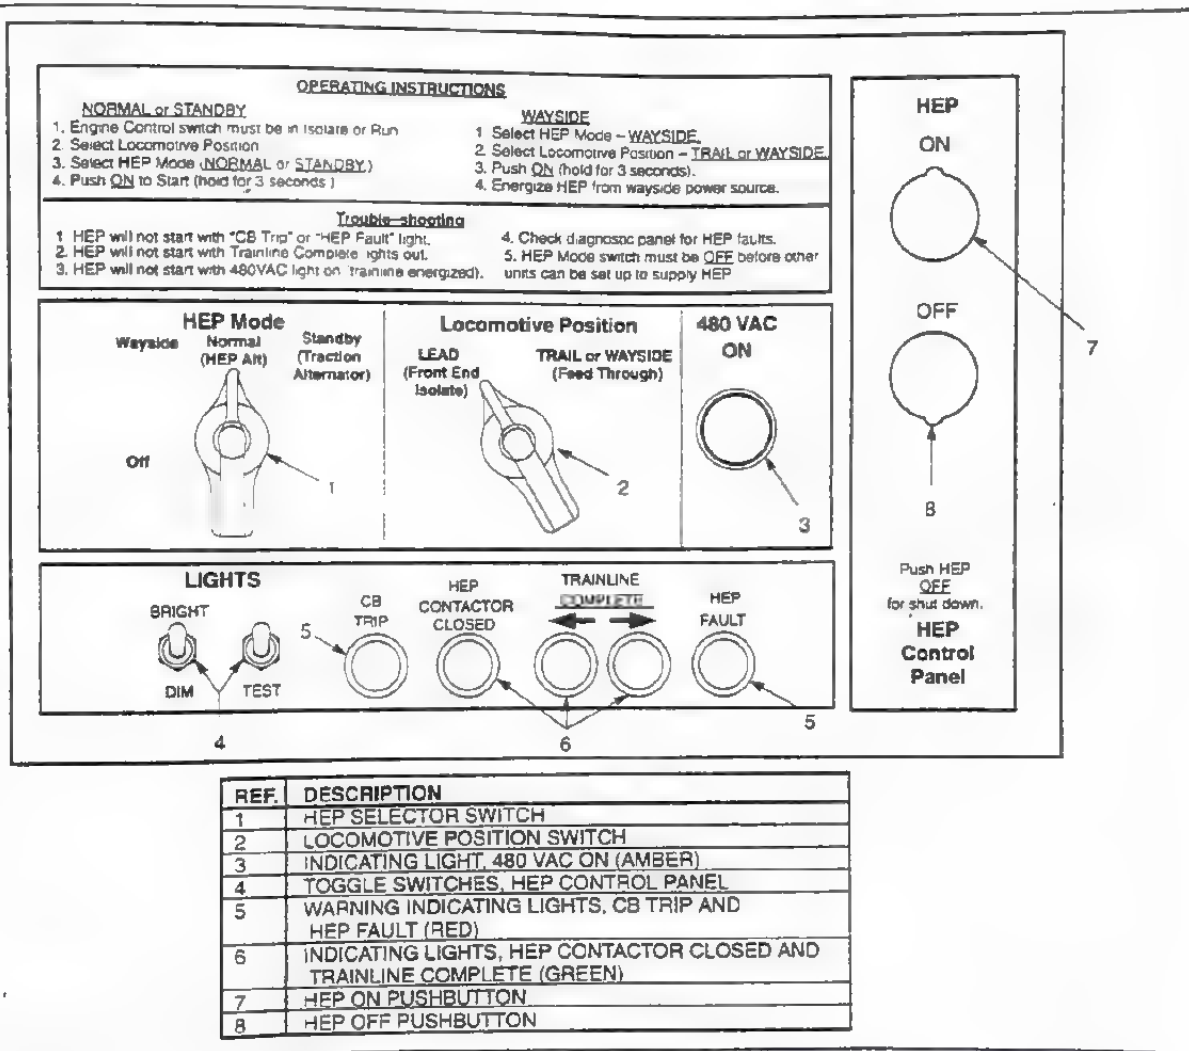 OPERATING INSTRUCTIONS
NORMAL or STANDBY
1. Engine Control switch must be in Isolate or Run
2. Select Locomotive Position
3. Select HEP Mode (NORMAL or STANDBY.)
4. Push ON to Start (hold for 3 seconds )
WAYSIDE
1 Select HEP Mode – WAYSIDE.
2. Select Locomotive Position – TRAIL or WAYSIDE.
3. Push ON (hold for 3 seconds).
4. Energize HEP from wayside power source.
Trouble-shooting
1 HEP will not start with "CB Trip" or "HEP Fault" light.
2. HEP will not start with Trainline Complete lights out.
3. HEP will not start with 480VAC light on (trainline energized).
4. Check diagnostic panel for HEP faults.
5. HEP Mode switch must be OFF before other
units can be set up to supply HEP
HEP Mode
Wayside
Normal
(HEP Alt)
Standby
(Traction
Alternator)
Off
1
Locomotive Position
LEAD
(Front End
Isolate)
TRAIL or WAYSIDE
(Feed Through)
2
480 VAC
ON
3
HEP
ON
7
OFF
8
Push HEP
OFF
for shut down.
HEP
Control
Panel
LIGHTS
BRIGHT
DIM
TEST
4
5
CB
TRIP
HEP
CONTACTOR
CLOSED
TRAINLINE
COMPLETE
6
HEP
FAULT
5
REF. DESCRIPTION
1 HEP SELECTOR SWITCH
2 LOCOMOTIVE POSITION SWITCH
3 INDICATING LIGHT, 480 VAC ON (AMBER)
4 TOGGLE SWITCHES, HEP CONTROL PANEL
5 WARNING INDICATING LIGHTS, CB TRIP AND
HEP FAULT (RED)
6 INDICATING LIGHTS, HEP CONTACTOR CLOSED AND
TRAINLINE COMPLETE (GREEN)
7 HEP ON PUSHBUTTON
8 HEP OFF PUSHBUTTON